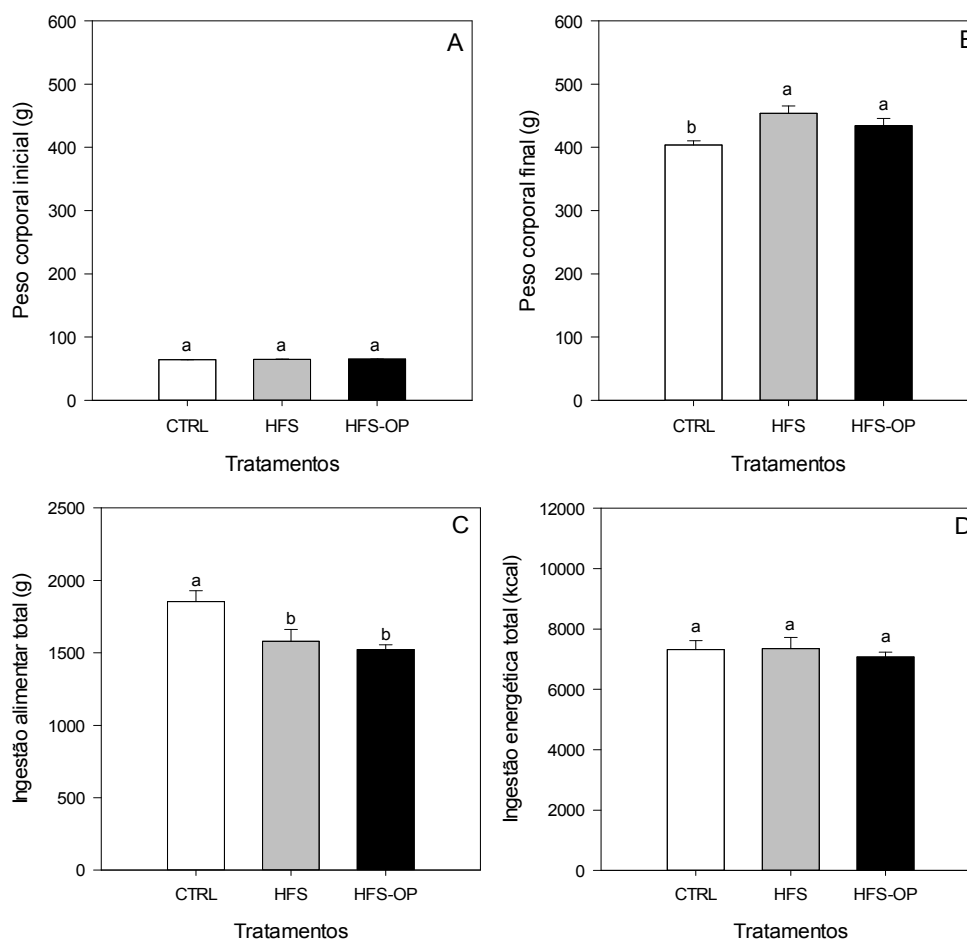 A
Peso corporal inicial (g)
600
500
400
300
200
100
0
a
a
a
CTRL
HFS
HFS-OP
Tratamentos
Peso corporal final (g)
600
500
400
300
200
100
0
b
a
a
CTRL
HFS
HFS-OP
Tratamentos
C
Ingestão alimentar total (g)
2500
2000
1500
1000
500
0
a
b
b
CTRL
HFS
HFS-OP
Tratamentos
D
Ingestão energética total (kcal)
12000
10000
8000
6000
4000
2000
0
a
a
a
CTRL
HFS
HFS-OP
Tratamentos